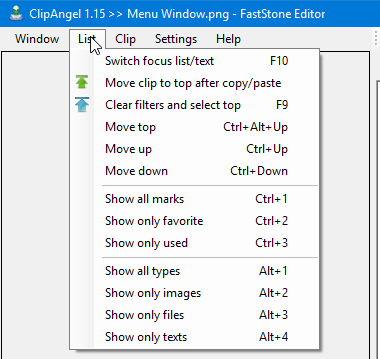 ClipAngel 1.15 >> Menu Window.png - FastStone Editor
Window List Clip Settings Help
Switch focus list/text F10
Move clip to top after copy/paste
Clear filters and select top F9
Move top Ctrl+Alt+Up
Move up Ctrl+Up
Move down Ctrl+Down
Show all marks Ctrl+1
Show only favorite Ctrl+2
Show only used Ctrl+3
Show all types Alt+1
Show only images Alt+2
Show only files Alt+3
Show only texts Alt+4